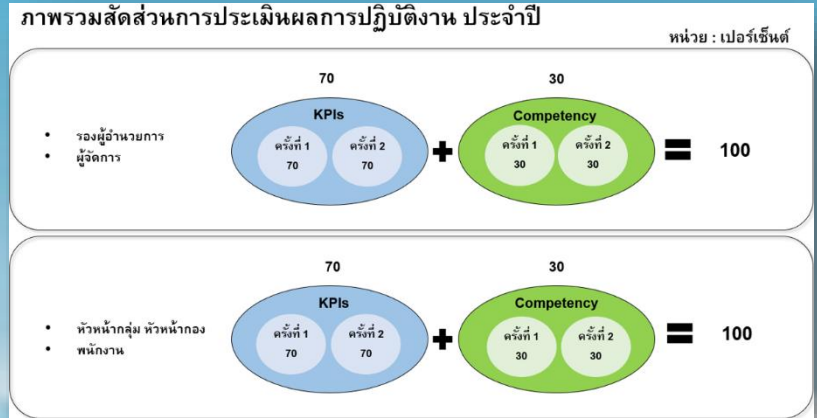 ภาพรวมสัดส่วนการประเมินผลการปฏิบัติงาน ประจำปี
หน่วย : เปอร์เซ็นต์
70 30
• รองผู้อำนวยการ
• ผู้จัดการ
KPIs
ครั้งที่ 1 ครั้งที่ 2
70 70
+
Competency
ครั้งที่ 1 ครั้งที่ 2
30 30
= 100
70 30
• หัวหน้ากลุ่ม หัวหน้ากอง
• พนักงาน
KPIs
ครั้งที่ 1 ครั้งที่ 2
70 70
+
Competency
ครั้งที่ 1 ครั้งที่ 2
30 30
= 100